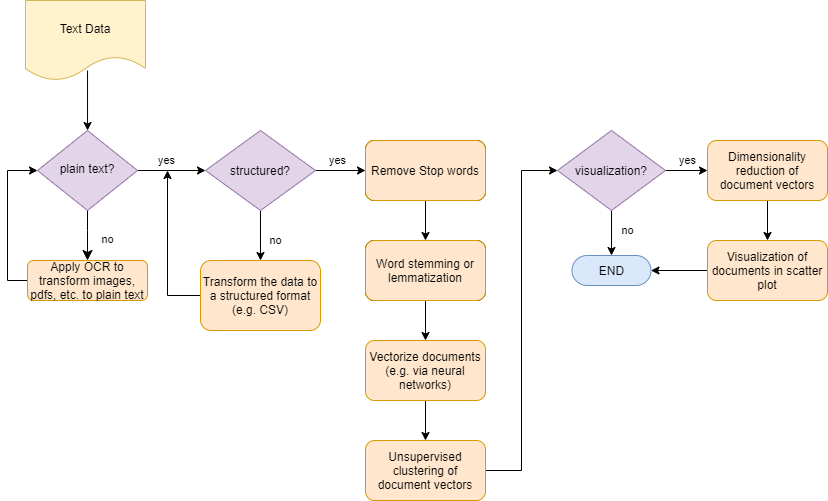 Text Data
plain text?
yes
no
Apply OCR to
transform images,
pdfs, etc. to plain text
structured?
yes
no
Transform the data to
a structured format
(e.g. CSV)
Remove Stop words
Word stemming or
lemmatization
Vectorize documents
(e.g. via neural
networks)
Unsupervised
clustering of
document vectors
visualization?
yes
no
END
Dimensionality
reduction of
document vectors
Visualization of
documents in scatter
plot